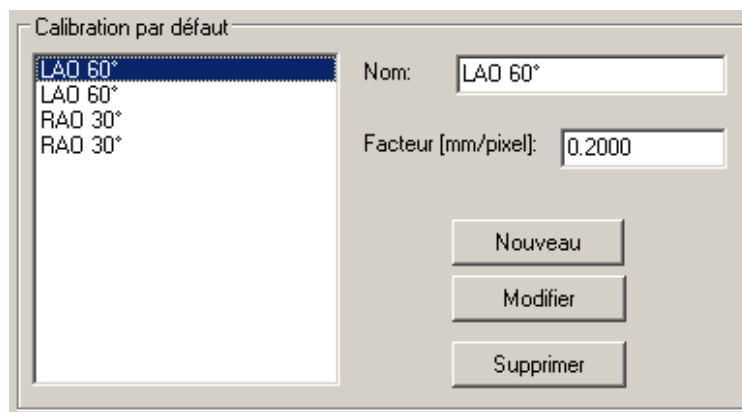 Calibration par défaut
LAO 60°
LAO 60°
RAO 30°
RAO 30°
Nom:
LAO 60°
Facteur [mm/pixel]:
0.2000
Nouveau
Modifier
Supprimer